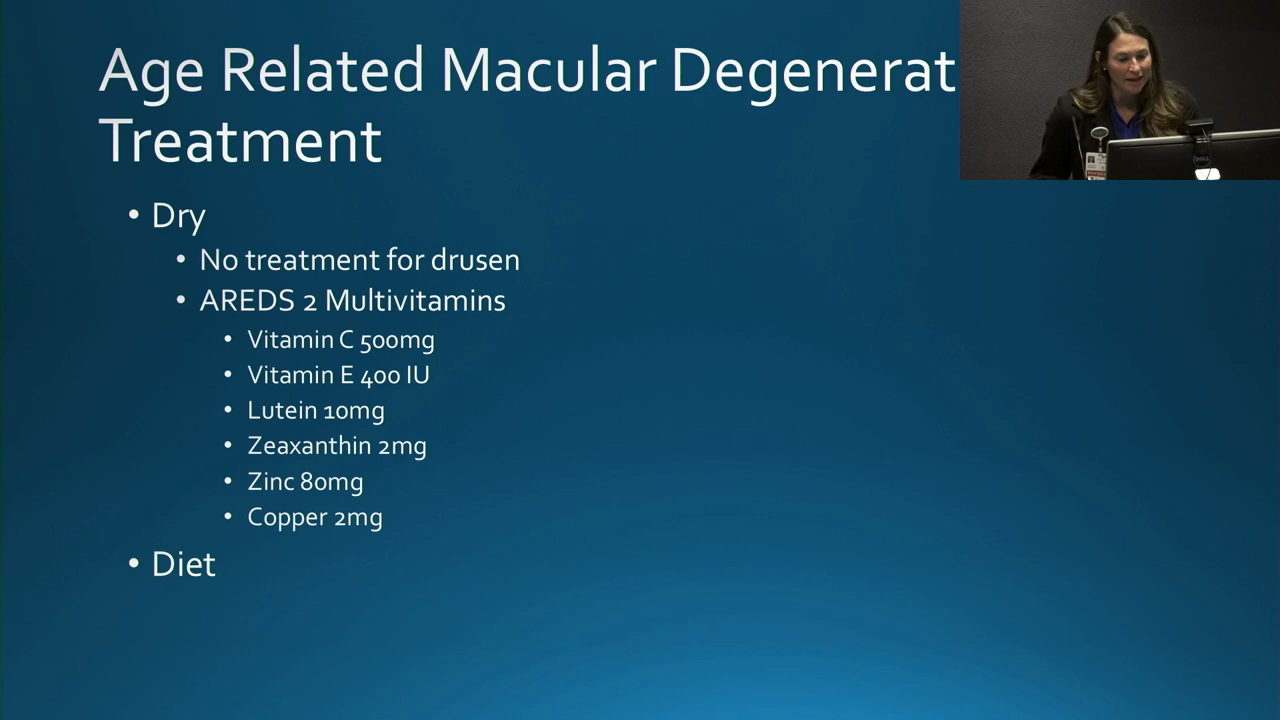 Age Related Macular Degenerat
Treatment
• Dry
• No treatment for drusen
• AREDS 2 Multivitamins
• Vitamin C 500mg
• Vitamin E 400 IU
• Lutein 10mg
• Zeaxanthin 2mg
• Zinc 80mg
• Copper 2mg
• Diet